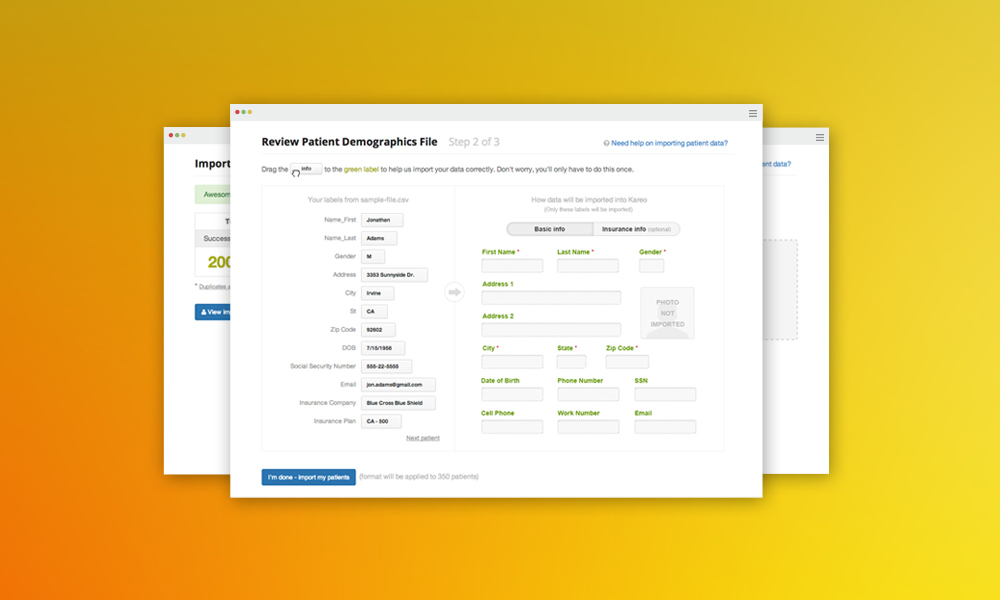 Review Patient Demographics File Step 2 of 3
Need help on importing patient data?
Drag the info to the green label to help us import your data correctly. Don't worry, you'll only have to do this once.
Your labels from sample-file.csv
Name_First Jonathan
Name_Last Adams
Gender M
Address 3353 Sunnyside Dr.
City Irvine
St CA
Zip Code 92602
DOB 7/15/1956
Social Security Number 555-22-5555
Email jon.adams@gmail.com
Insurance Company Blue Cross Blue Shield
Insurance Plan CA - 500
Next patient
How data will be imported into Kareo
(Only these labels will be imported)
Basic info Insurance info (optional)
First Name * Last Name * Gender *
Address 1
Address 2
PHOTO
NOT
IMPORTED
City * State * Zip Code *
Date of Birth Phone Number SSN
Cell Phone Work Number Email
I'm done - import my patients (format will be applied to 350 patients)
Import
Awesom
Success
200
* Duplicates a
View im
ent data?